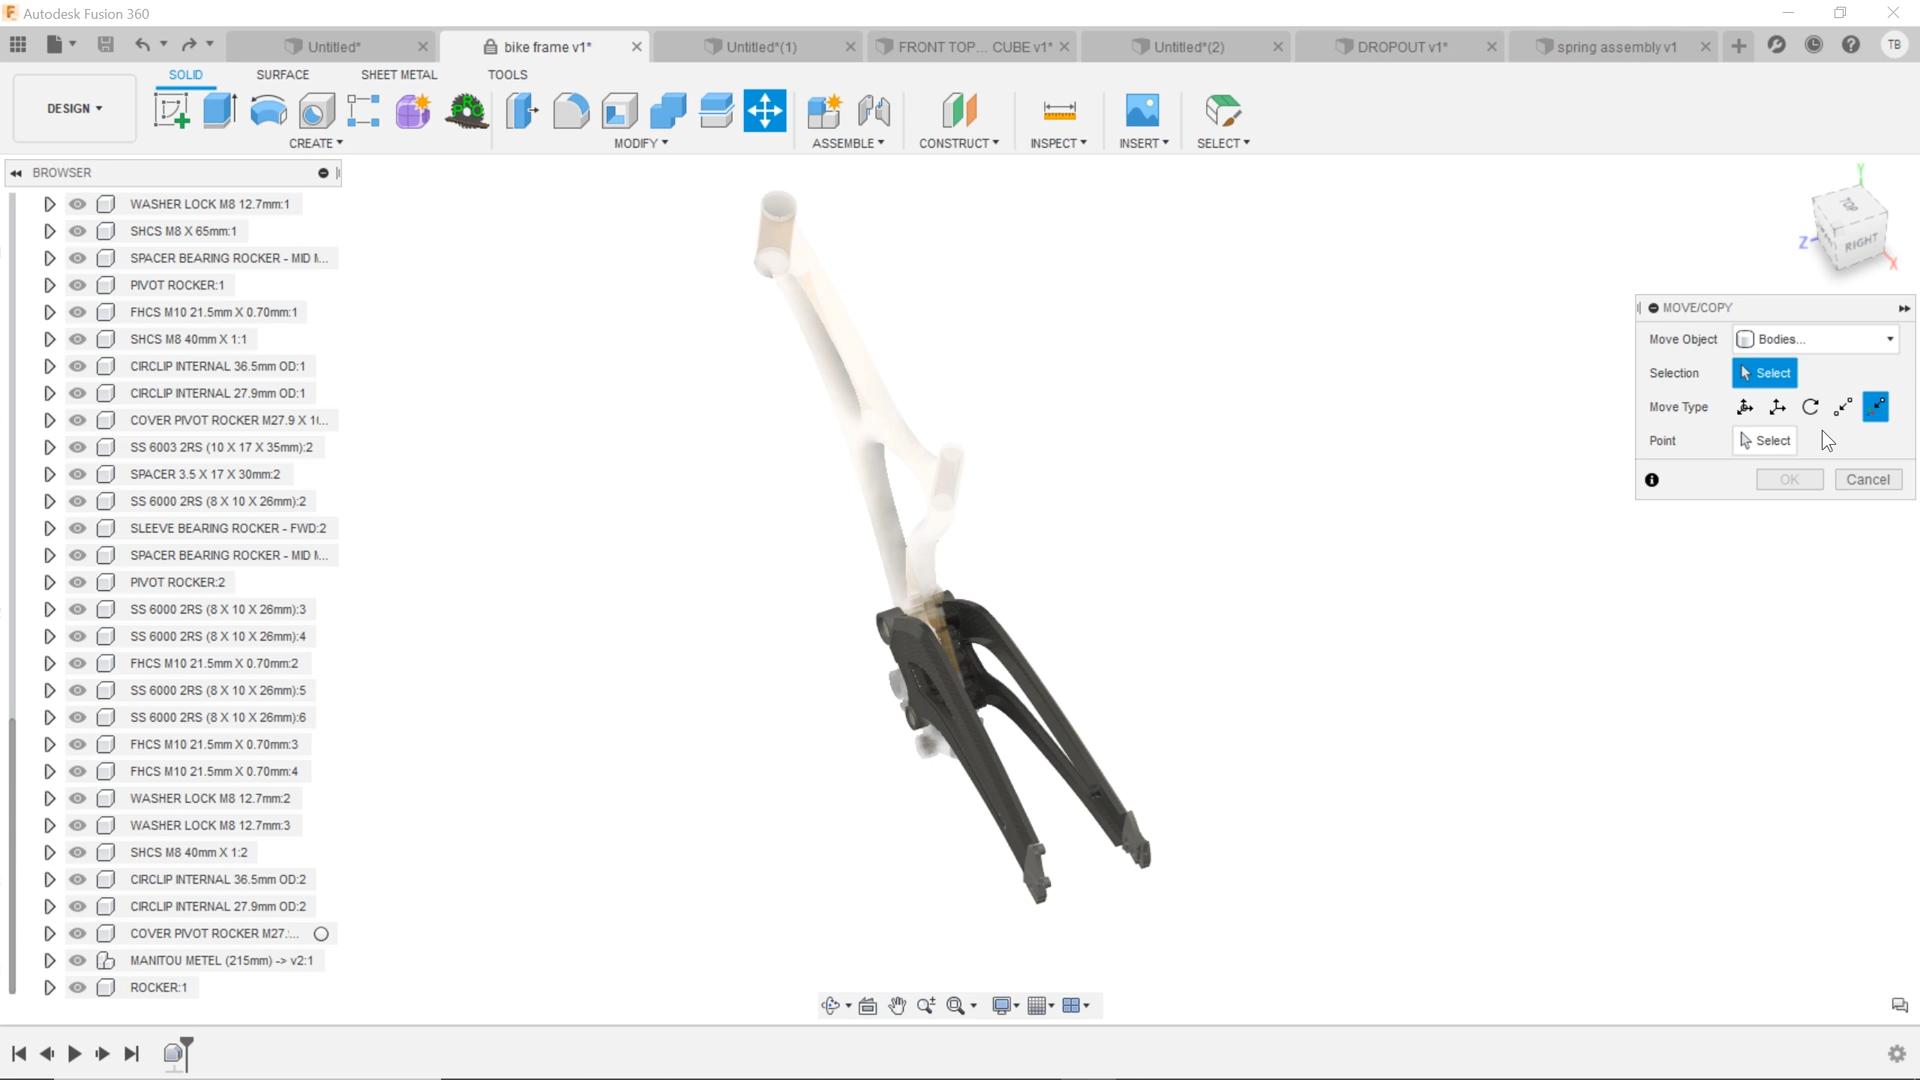 Autodesk Fusion 360
Untitled*
bike frame v1*
Untitled*(1)
FRONT TOP... CUBE v1*
Untitled*(2)
DROPOUT v1*
spring assembly v1
TB
DESIGN
SOLID
SURFACE
SHEET METAL
TOOLS
CREATE
MODIFY
ASSEMBLE
CONSTRUCT
INSPECT
INSERT
SELECT
BROWSER
WASHER LOCK M8 12.7mm:1
SHCS M8 X 65mm:1
SPACER BEARING ROCKER - MID I...
PIVOT ROCKER:1
FHCS M10 21.5mm X 0.70mm:1
SHCS M8 40mm X 1:1
CIRCLIP INTERNAL 36.5mm OD:1
CIRCLIP INTERNAL 27.9mm OD:1
COVER PIVOT ROCKER M27.9 X 1(...
SS 6003 2RS (10 X 17 X 35mm):2
SPACER 3.5 X 17 X 30mm:2
SS 6000 2RS (8 X 10 X 26mm):2
SLEEVE BEARING ROCKER - FWD:2
SPACER BEARING ROCKER - MID I...
PIVOT ROCKER:2
SS 6000 2RS (8 X 10 X 26mm):3
SS 6000 2RS (8 X 10 X 26mm):4
FHCS M10 21.5mm X 0.70mm:2
SS 6000 2RS (8 X 10 X 26mm):5
SS 6000 2RS (8 X 10 X 26mm):6
FHCS M10 21.5mm X 0.70mm:3
FHCS M10 21.5mm X 0.70mm:4
WASHER LOCK M8 12.7mm:2
WASHER LOCK M8 12.7mm:3
SHCS M8 40mm X 1:2
CIRCLIP INTERNAL 36.5mm OD:2
CIRCLIP INTERNAL 27.9mm OD:2
COVER PIVOT ROCKER M27.'...
MANITOU METEL (215mm) -> v2:1
ROCKER:1
Y
TOP
RIGHT
Z
X
MOVE/COPY
Move Object
Bodies...
Selection
Select
Move Type
Point
Select
OK
Cancel